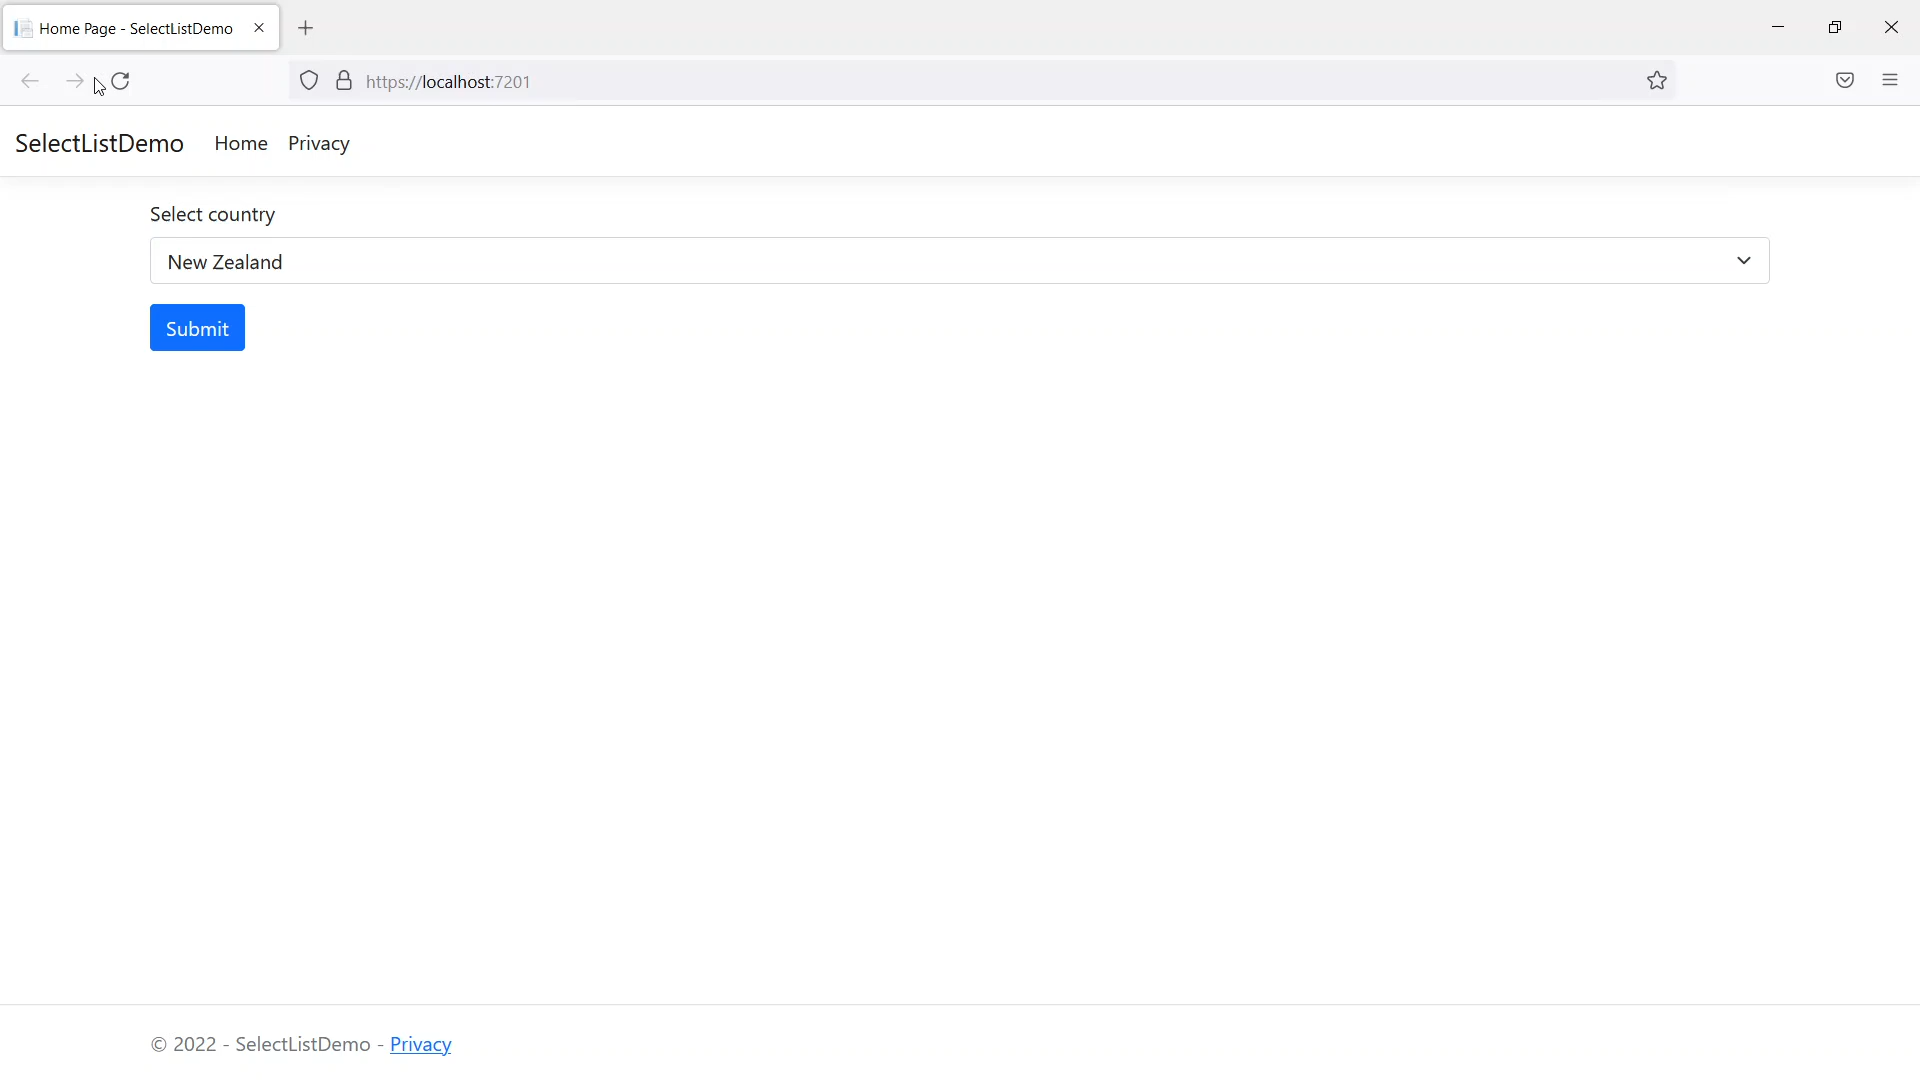 Home Page - SelectListDemo
https://localhost:7201
SelectListDemo Home Privacy
Select country
New Zealand
Submit
© 2022 - SelectListDemo - Privacy